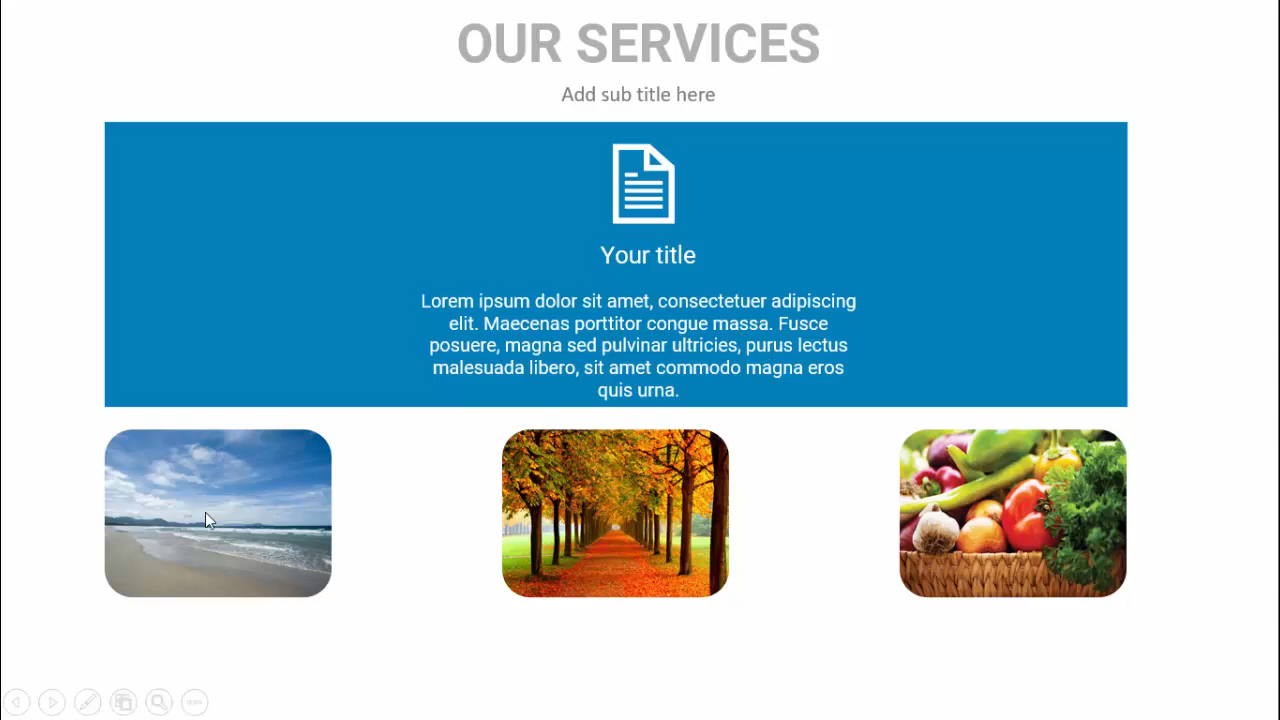 OUR SERVICES
Add sub title here
Your title
Lorem ipsum dolor sit amet, consectetuer adipiscing
elit. Maecenas porttitor congue massa. Fusce
posuere, magna sed pulvinar ultricies, purus lectus
malesuada libero, sit amet commodo magna eros
quis urna.